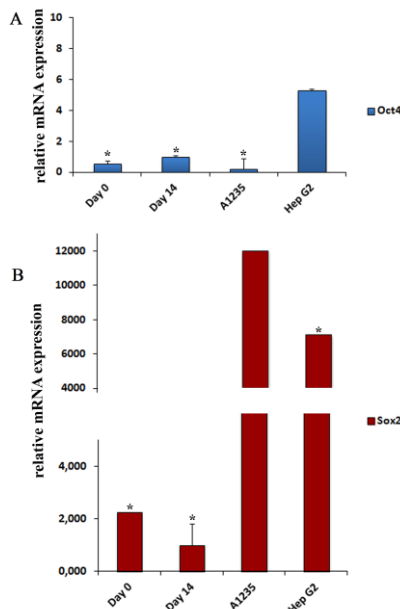 A
relative mRNA expression
10
8
6
4
2
0
*
*
*
Day 0
Day 14
A1235
Hep G2
Oct4
B
relative mRNA expression
12000
10000
8000
6000
4000
*
4,000
2,000
0,000
*
*
Day 0
Day 14
A1235
Hep G2
Sox2